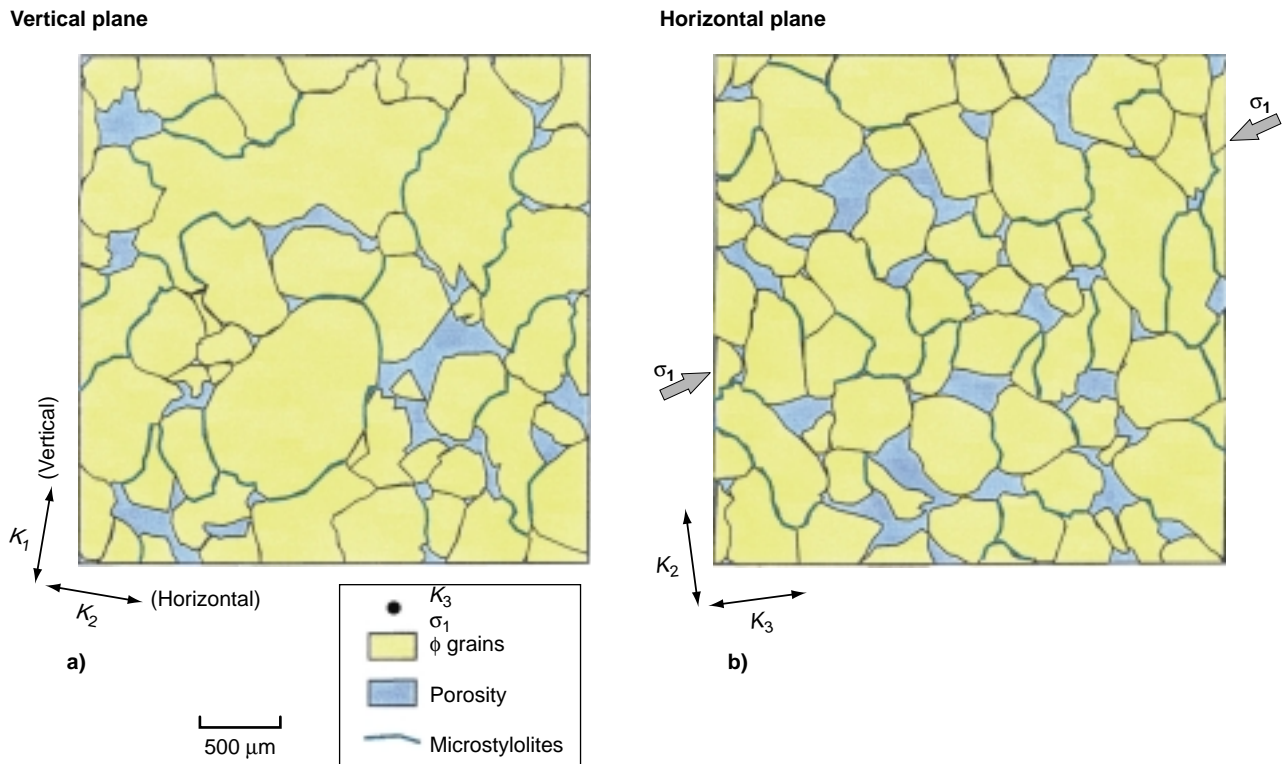 Vertical plane
Horizontal plane
σ1
σ1
(Vertical)
K1
K2
(Horizontal)
K2
K3
a)
b)
K3
σ1
ϕ grains
Porosity
Microstylolites
500 µm